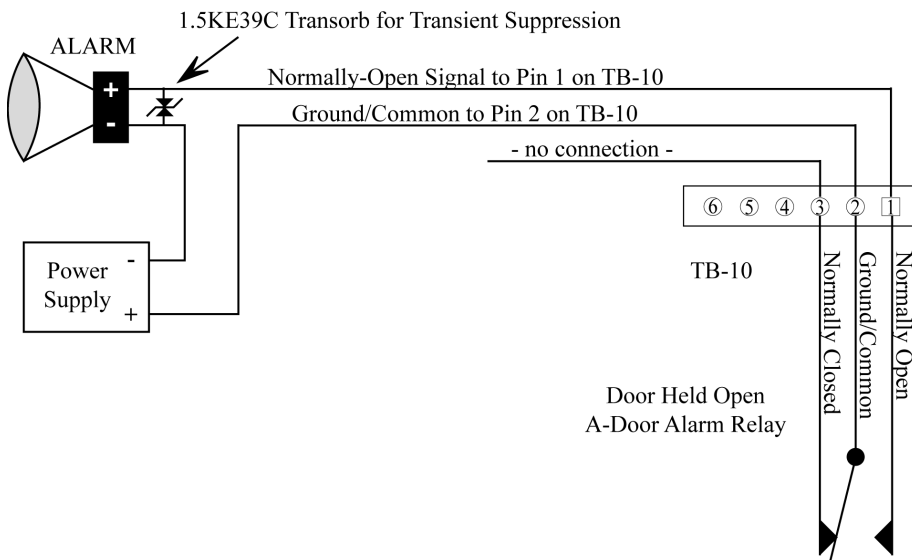 1.5KE39C Transorb for Transient Suppression
ALARM
+
-
Normally-Open Signal to Pin 1 on TB-10
Ground/Common to Pin 2 on TB-10
- no connection -
6 5 4 3 2 1
Power
Supply
-
+
TB-10
Normally Closed
Ground/Common
Normally Open
Door Held Open
A-Door Alarm Relay